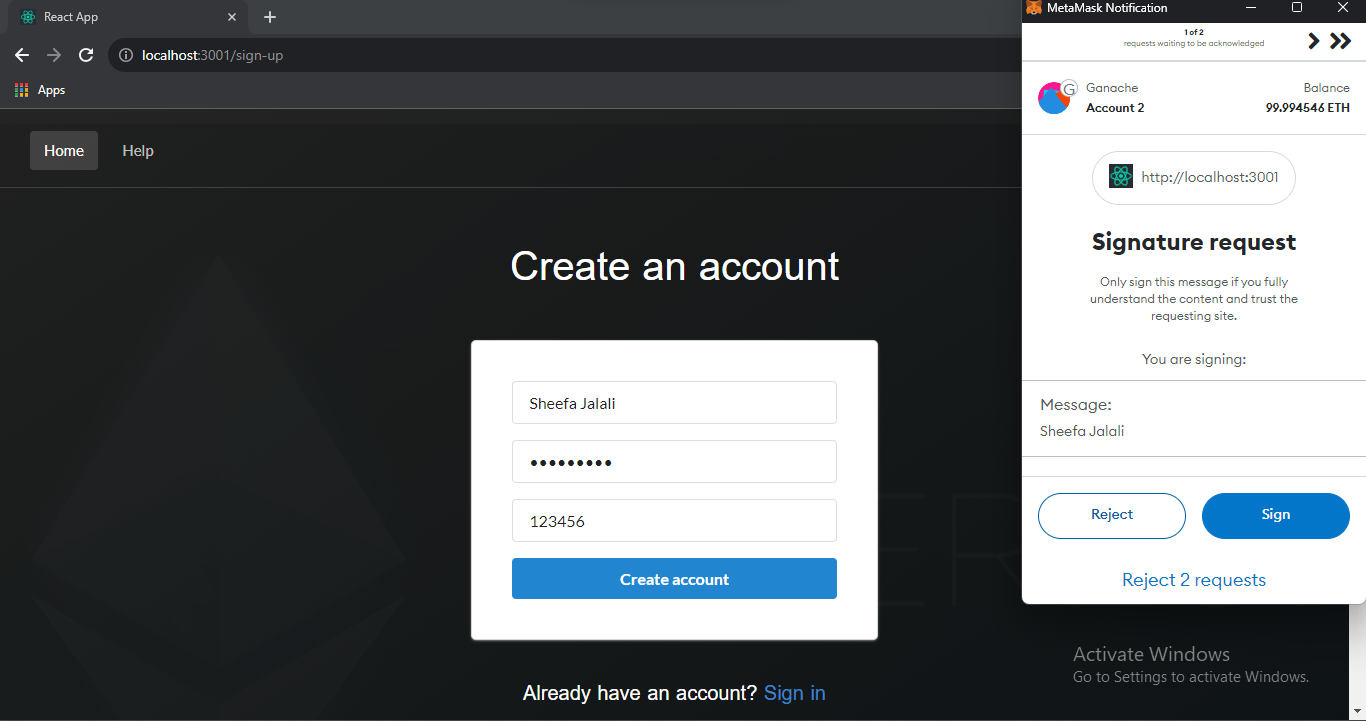 React App
localhost:3001/sign-up
Apps
Home
Help
Create an account
Sheefa Jalali
•••••••••
123456
Create account
Already have an account? Sign in
MetaMask Notification
1 of 2
requests waiting to be acknowledged
Ganache
Account 2
Balance
99.994546 ETH
G
http://localhost:3001
Signature request
Only sign this message if you fully
understand the content and trust the
requesting site.
You are signing:
Message:
Sheefa Jalali
Reject
Sign
Reject 2 requests
Activate Windows
Go to Settings to activate Windows.